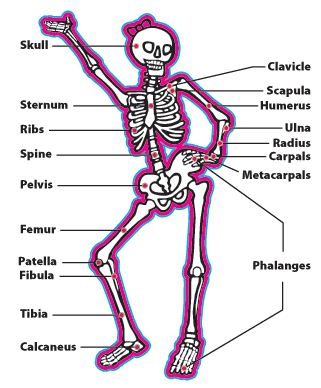 Skull
Sternum
Ribs
Spine
Pelvis
Femur
Patella
Fibula
Tibia
Calcaneus
Clavicle
Scapula
Humerus
Ulna
Radius
Carpals
Metacarpals
Phalanges